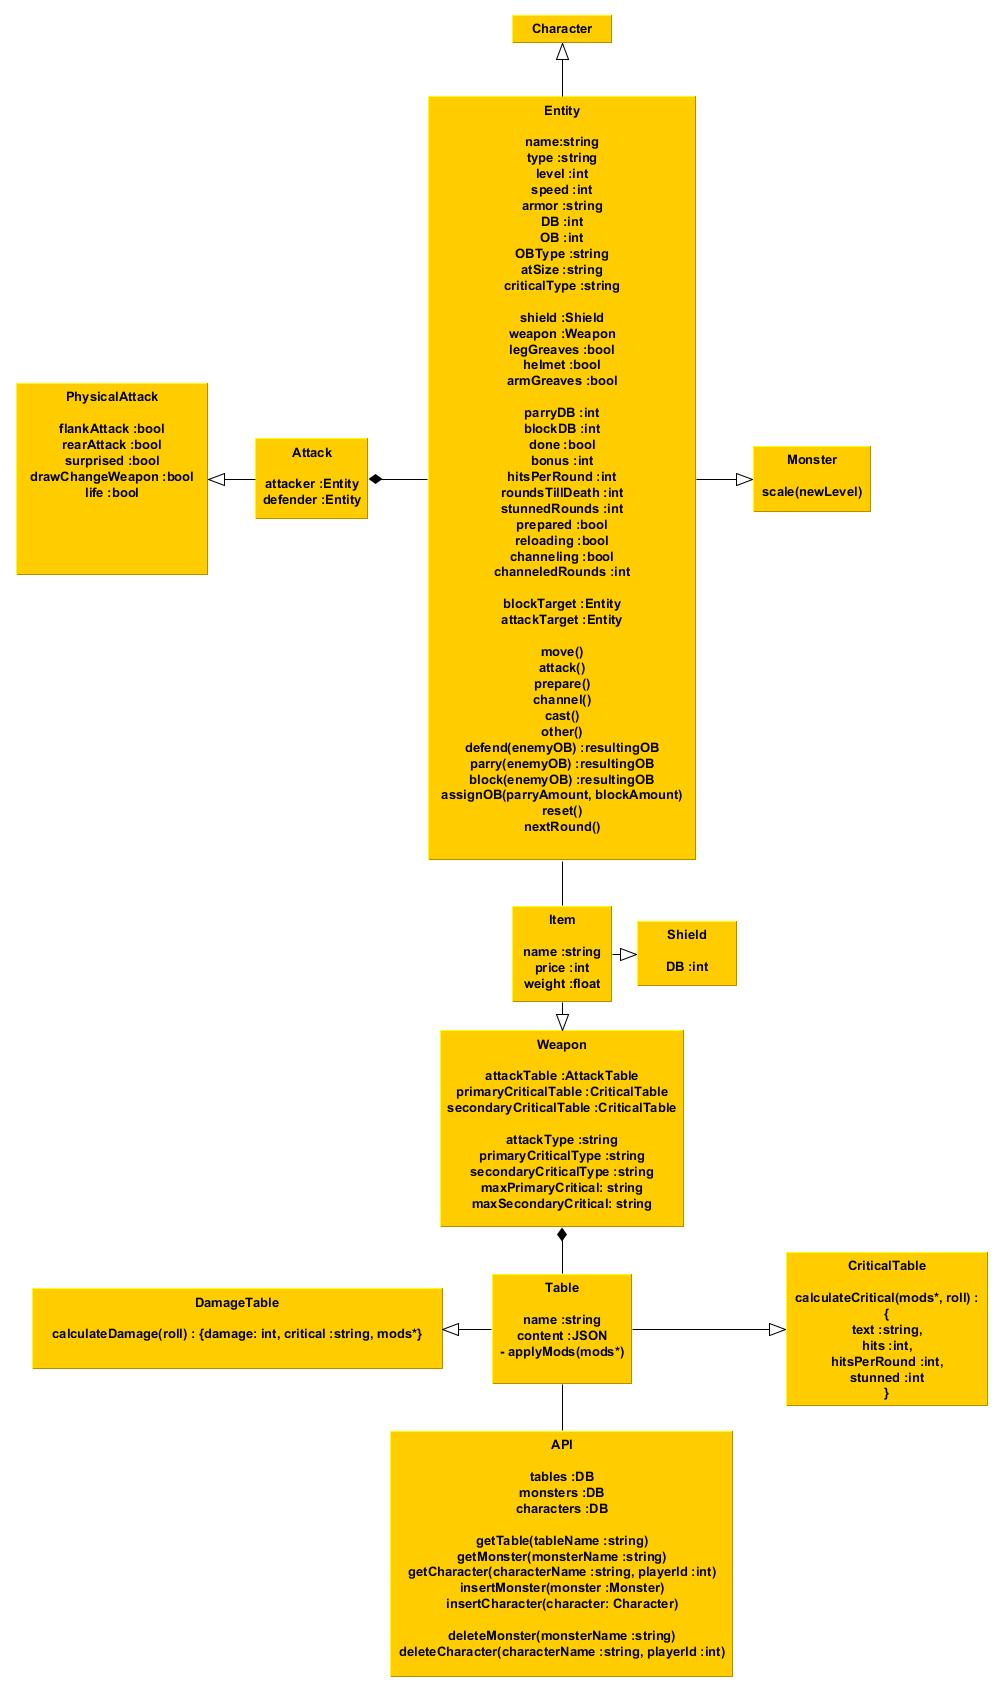 Character
Entity
name:string
type :string
level :int
speed :int
armor :string
DB :int
OB :int
OBType :string
atSize :string
criticalType :string
shield :Shield
weapon :Weapon
legGreaves :bool
helmet :bool
armGreaves :bool
parryDB :int
blockDB :int
done :bool
bonus :int
hitsPerRound :int
roundsTillDeath :int
stunnedRounds :int
prepared :bool
reloading :bool
channeling :bool
channeledRounds :int
blockTarget :Entity
attackTarget :Entity
move()
attack()
prepare()
channel()
cast()
other()
defend(enemyOB) :resultingOB
parry(enemyOB) :resultingOB
block(enemyOB) :resultingOB
assignOB(parryAmount, blockAmount)
reset()
nextRound()
PhysicalAttack
flankAttack :bool
rearAttack :bool
surprised :bool
drawChangeWeapon :bool
life :bool
Attack
attacker :Entity
defender :Entity
Monster
scale(newLevel)
Item
name :string
price :int
weight :float
Shield
DB :int
Weapon
attackTable :AttackTable
primaryCriticalTable :CriticalTable
secondaryCriticalTable :CriticalTable
attackType :string
primaryCriticalType :string
secondaryCriticalType :string
maxPrimaryCritical: string
maxSecondaryCritical: string
DamageTable
calculateDamage(roll) : {damage: int, critical :string, mods*}
Table
name :string
content :JSON
- applyMods(mods*)
CriticalTable
calculateCritical(mods*, roll) :
{
text :string,
hits :int,
hitsPerRound :int,
stunned :int
}
API
tables :DB
monsters :DB
characters :DB
getTable(tableName :string)
getMonster(monsterName :string)
getCharacter(characterName :string, playerId :int)
insertMonster(monster :Monster)
insertCharacter(character: Character)
deleteMonster(monsterName :string)
deleteCharacter(characterName :string, playerId :int)